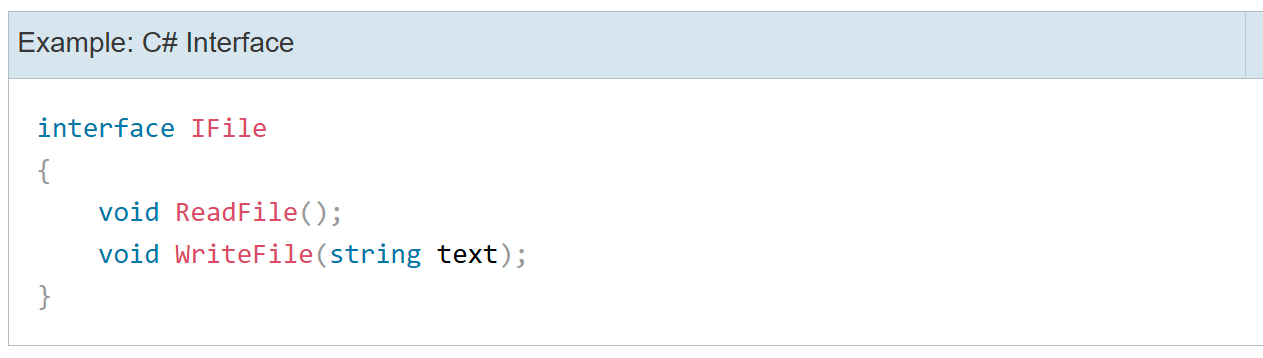 Example: C# Interface
interface IFile
{
    void ReadFile();
    void WriteFile(string text);
}